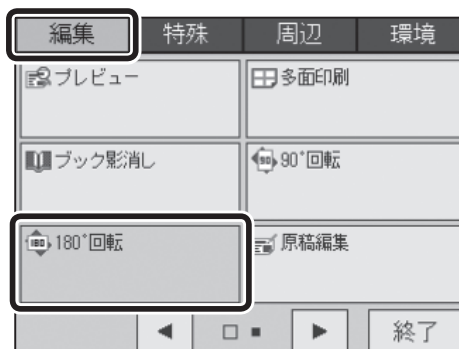 編集 特殊 周辺 環境
プレビュー 多面印刷
ブック影消し 90°回転
180°回転 原稿編集
終了